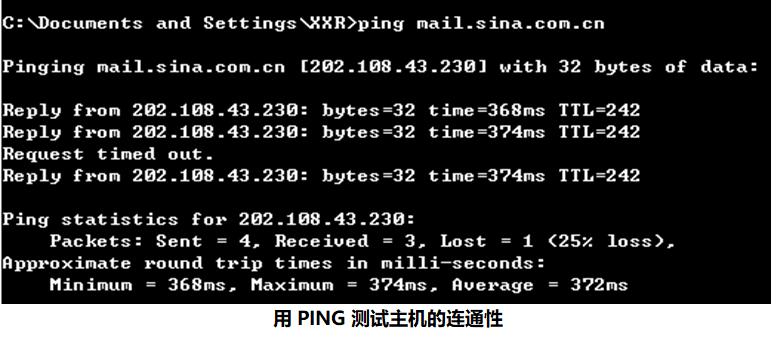 C:\Documents and Settings\XXR>ping mail.sina.com.cn
Pinging mail.sina.com.cn [202.108.43.230] with 32 bytes of data:
Reply from 202.108.43.230: bytes=32 time=368ms TTL=242
Reply from 202.108.43.230: bytes=32 time=374ms TTL=242
Request timed out.
Reply from 202.108.43.230: bytes=32 time=374ms TTL=242
Ping statistics for 202.108.43.230:
    Packets: Sent = 4, Received = 3, Lost = 1 (25% loss),
Approximate round trip times in milli-seconds:
    Minimum = 368ms, Maximum = 374ms, Average = 372ms
用 PING 测试主机的连通性